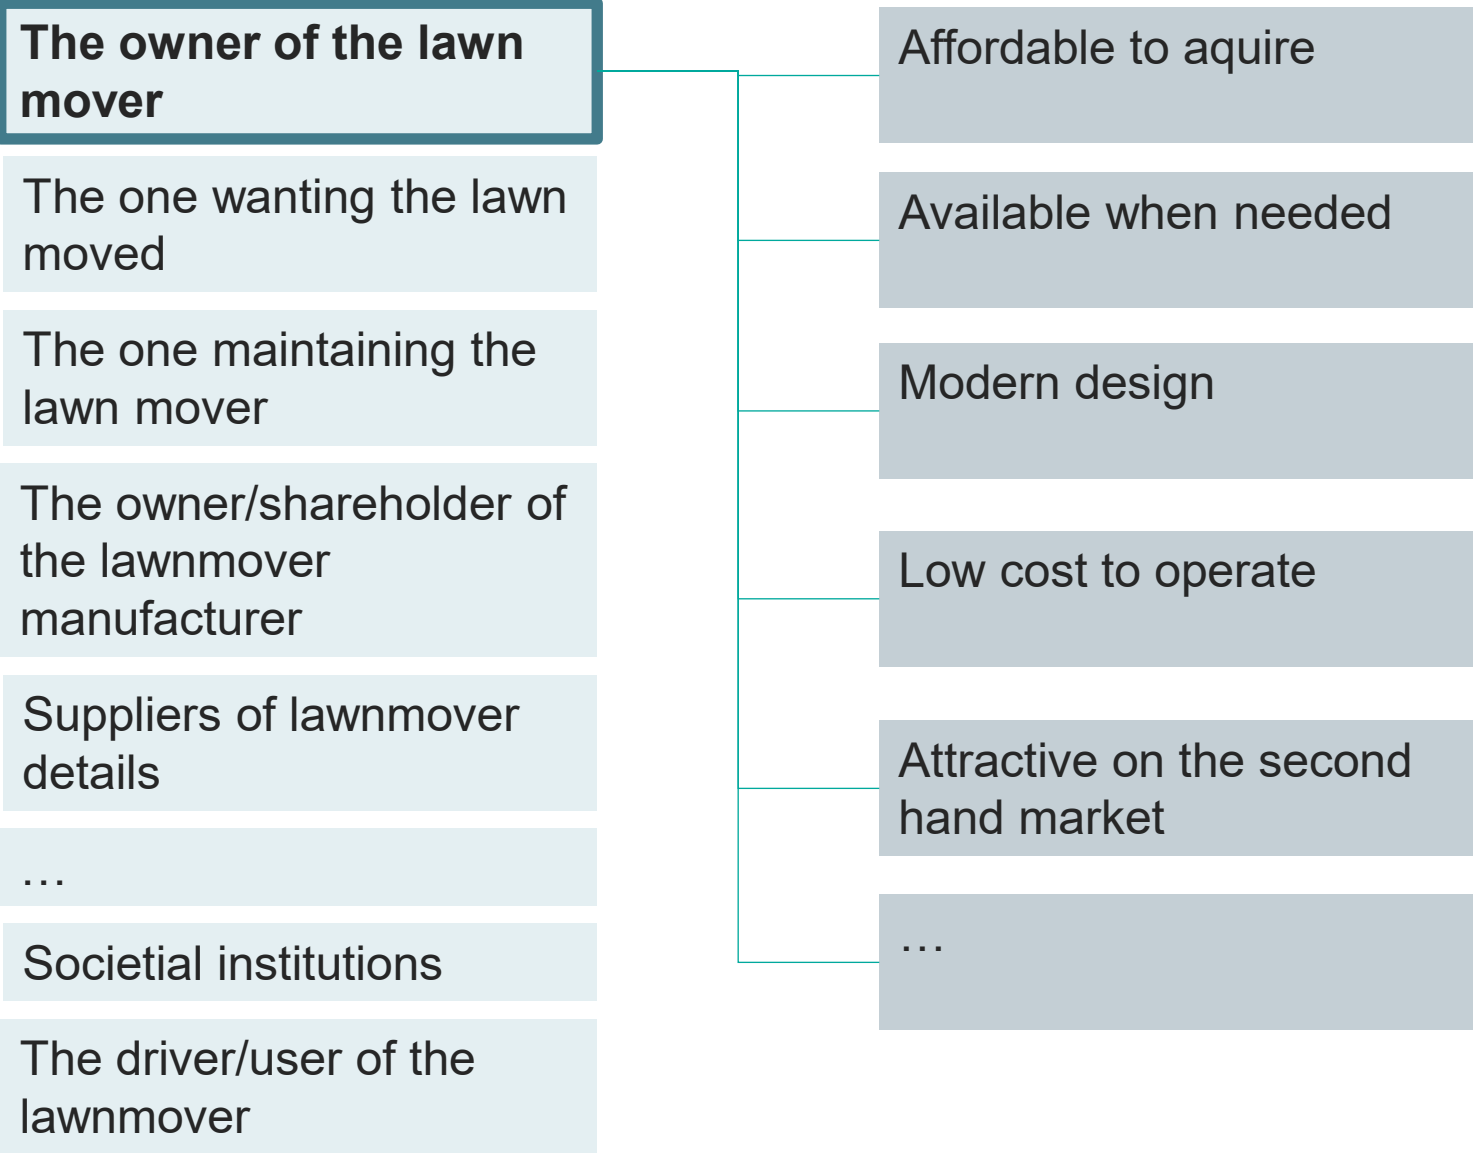 The owner of the lawn
mover
The one wanting the lawn
moved
The one maintaining the
lawn mover
The owner/shareholder of
the lawnmover
manufacturer
Suppliers of lawnmover
details
…
Societial institutions
The driver/user of the
lawnmover
Affordable to aquire
Available when needed
Modern design
Low cost to operate
Attractive on the second
hand market
…